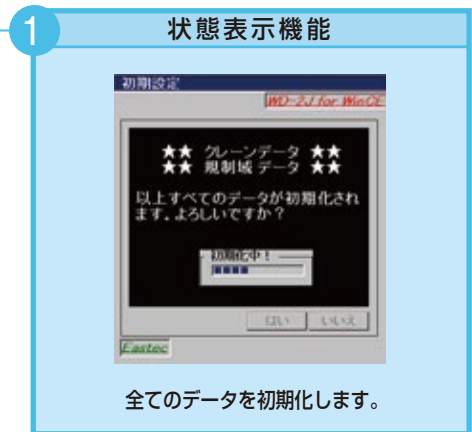 1
状態表示機能
初期設定
WD-2J for WinCE
★★ クレーンデータ ★★
★★ 規制域 データ ★★
以上すべてのデータが初期化され
ます。よろしいですか？
初期化中！
はい いいえ
Eastec
全てのデータを初期化します。